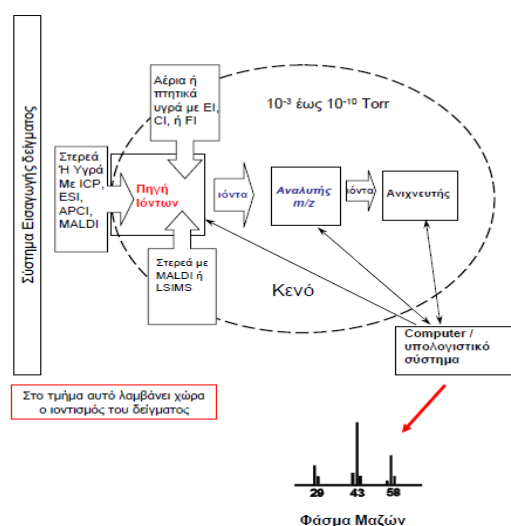 Σύστημα Εισαγωγής δείγματος
Αέρια ή
πτητικά
υγρά με EI,
CI, ή FI
10⁻³ έως 10⁻¹⁰ Torr
Στερεά
Ή Υγρά
Με ICP,
ESI,
APCI,
MALDI
Πηγή
Ιόντων
ιόντα
Αναλυτής
m/z
ιόντα
Ανιχνευτής
Στερεά με
MALDI ή
LSIMS
Κενό
Computer /
υπολογιστικό
σύστημα
Στο τμήμα αυτό λαμβάνει χώρα
ο ιοντισμός του δείγματος
29 43 58
Φάσμα Μαζών